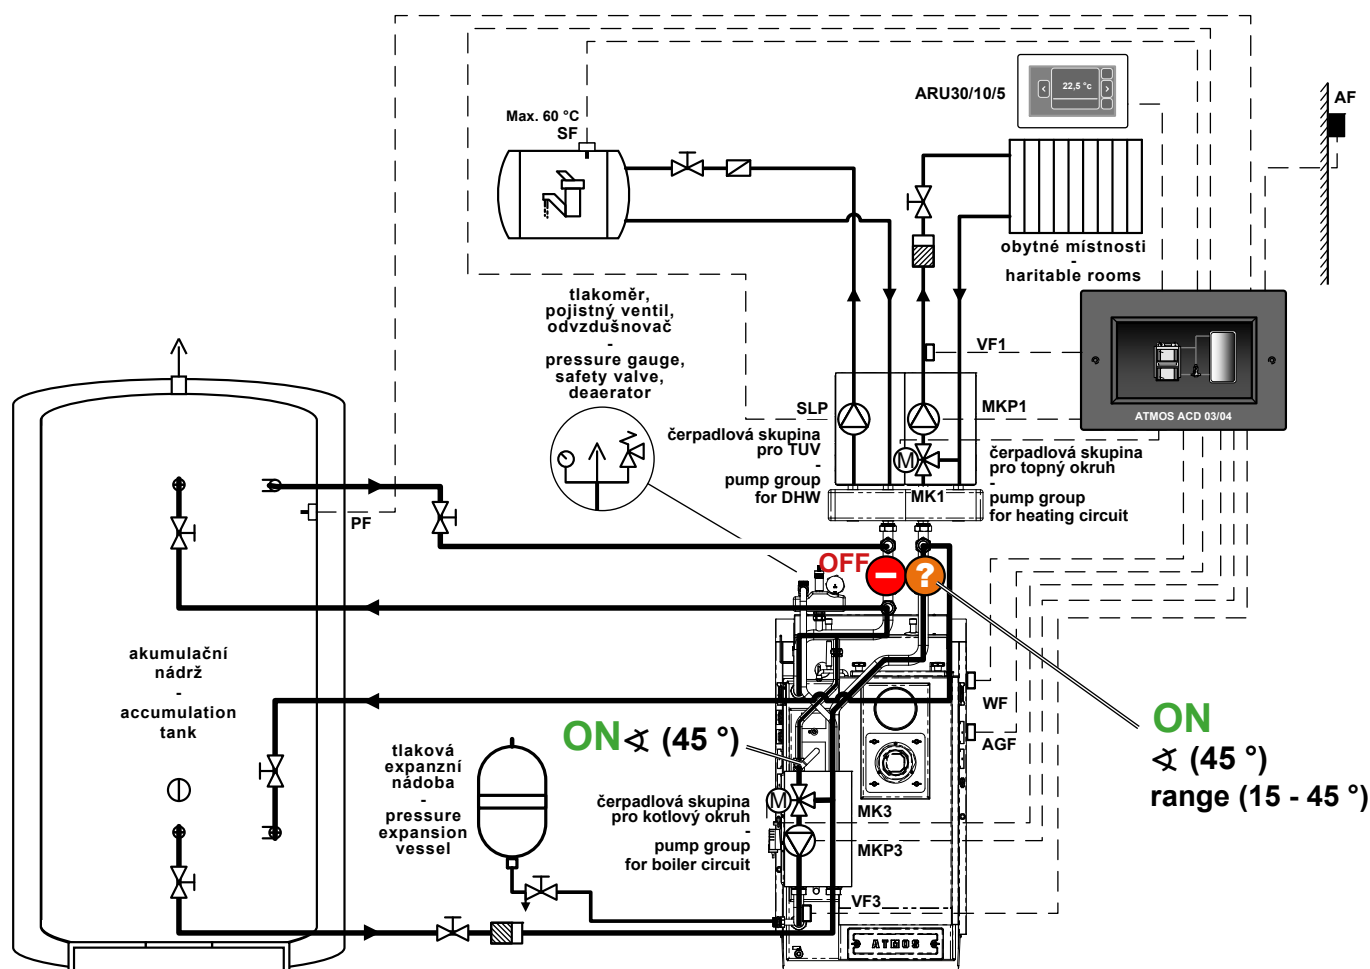 ARU30/10/5
22,5 °c
AF
Max. 60 °C
SF
obytné místnosti
-
haritable rooms
tlakoměr,
pojistný ventil,
odvzdušnovač
-
pressure gauge,
safety valve,
deaerator
VF1
ATMOS ACD 03/04
SLP
MKP1
čerpadlová skupina
pro TUV
-
pump group
for DHW
M
čerpadlová skupina
pro topný okruh
-
pump group
for heating circuit
MK1
PF
OFF
?
akumulační
nádrž
-
accumulation
tank
WF
AGF
ON ∢ (45 °)
ON
∢ (45 °)
range (15 - 45 °)
tlaková
expanzní
nádoba
-
pressure
expansion
vessel
čerpadlová skupina
pro kotlový okruh
-
pump group
for boiler circuit
M
MK3
MKP3
VF3
ATMOS